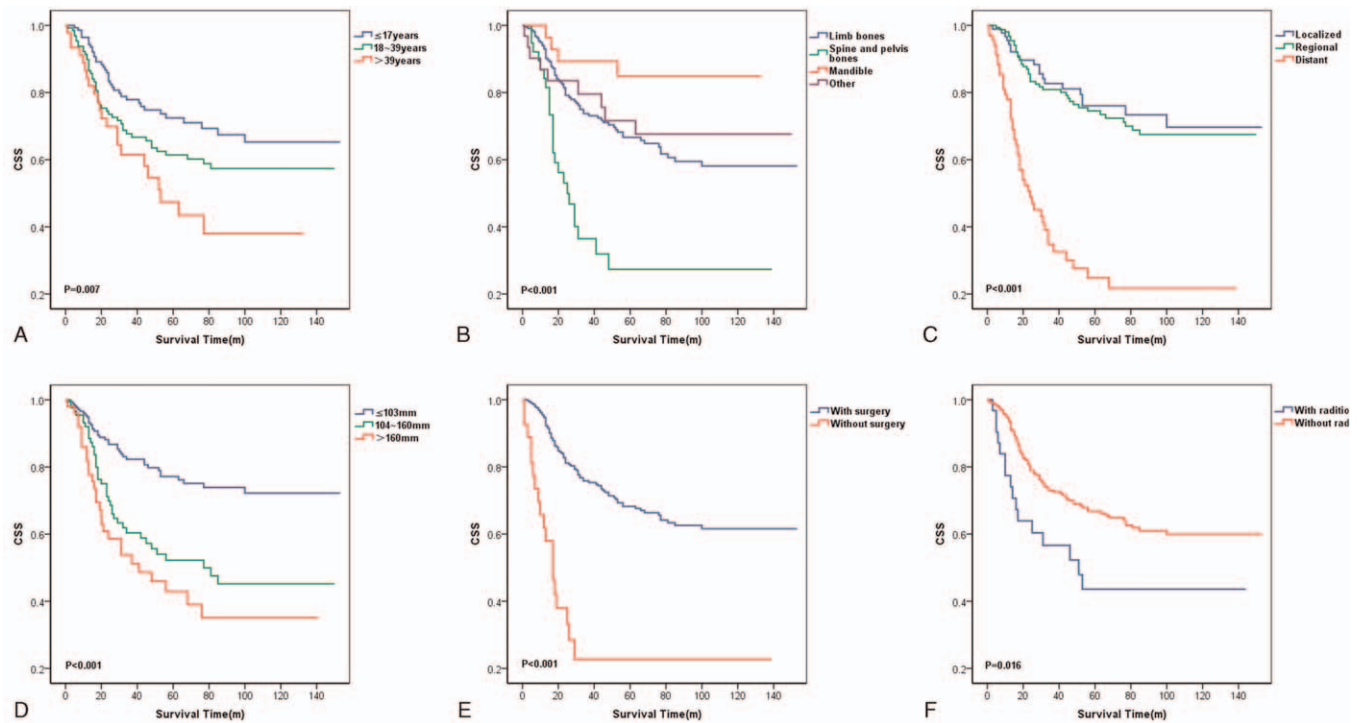 1.0
0.8
0.6
0.4
0.2
CSS
0 20 40 60 80 100 120 140
Survival Time(m)
≤17years
18~39years
>39years
P=0.007
A
1.0
0.8
0.6
0.4
0.2
CSS
0 20 40 60 80 100 120 140
Survival Time(m)
Limb bones
Spine and pelvis
bones
Mandible
Other
P<0.001
B
1.0
0.8
0.6
0.4
0.2
CSS
0 20 40 60 80 100 120 140
Survival Time(m)
Localized
Regional
Distant
P<0.001
C
1.0
0.8
0.6
0.4
0.2
CSS
0 20 40 60 80 100 120 140
Survival Time(m)
≤103mm
104~160mm
>160mm
P<0.001
D
1.0
0.8
0.6
0.4
0.2
CSS
0 20 40 60 80 100 120 140
Survival Time(m)
With surgery
Without surgery
P<0.001
E
1.0
0.8
0.6
0.4
0.2
CSS
0 20 40 60 80 100 120 140
Survival Time(m)
With radition
Without rad
P=0.016
F